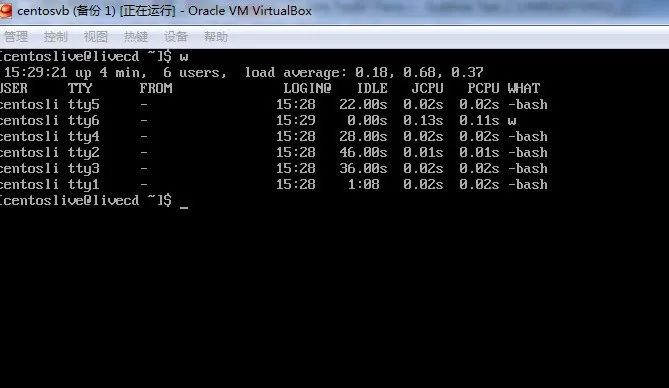 centosvb (备份 1) [正在运行] - Oracle VM VirtualBox
管理 控制 视图 热键 设备 帮助
[centoslive@livecd ~]$ w
15:29:21 up 4 min, 6 users, load average: 0.18, 0.68, 0.37
USER TTY FROM LOGIN@ IDLE JCPU PCPU WHAT
centosli tty5 - 15:28 22.00s 0.02s 0.02s -bash
centosli tty6 - 15:29 0.00s 0.13s 0.11s w
centosli tty4 - 15:28 28.00s 0.02s 0.02s -bash
centosli tty2 - 15:28 46.00s 0.01s 0.01s -bash
centosli tty3 - 15:28 36.00s 0.02s 0.02s -bash
centosli tty1 - 15:28 1:08 0.02s 0.02s -bash
[centoslive@livecd ~]$ _